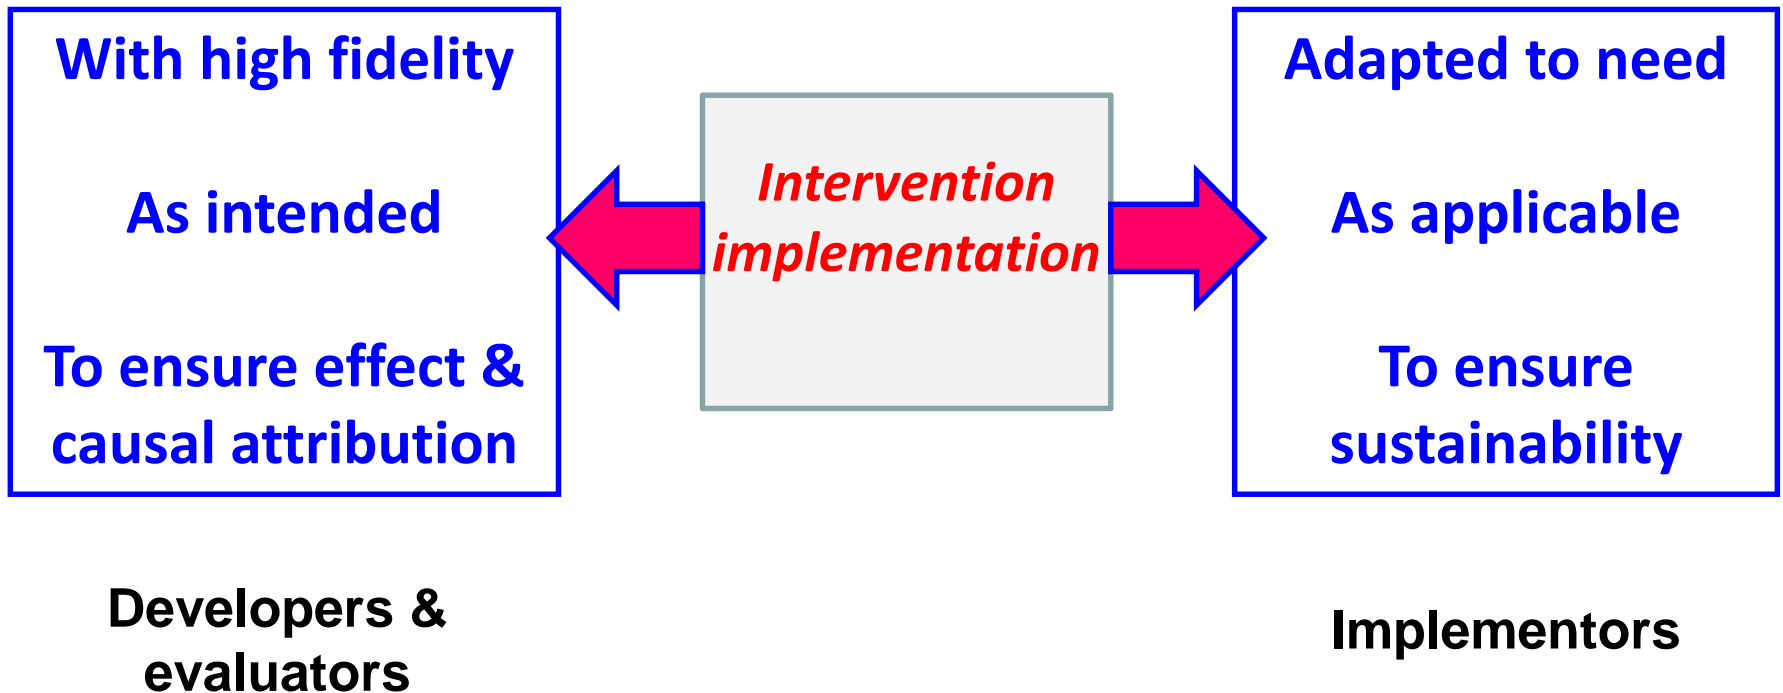 With high fidelity
As intended
To ensure effect &
causal attribution
Intervention
implementation
Adapted to need
As applicable
To ensure
sustainability
Developers &
evaluators
Implementors